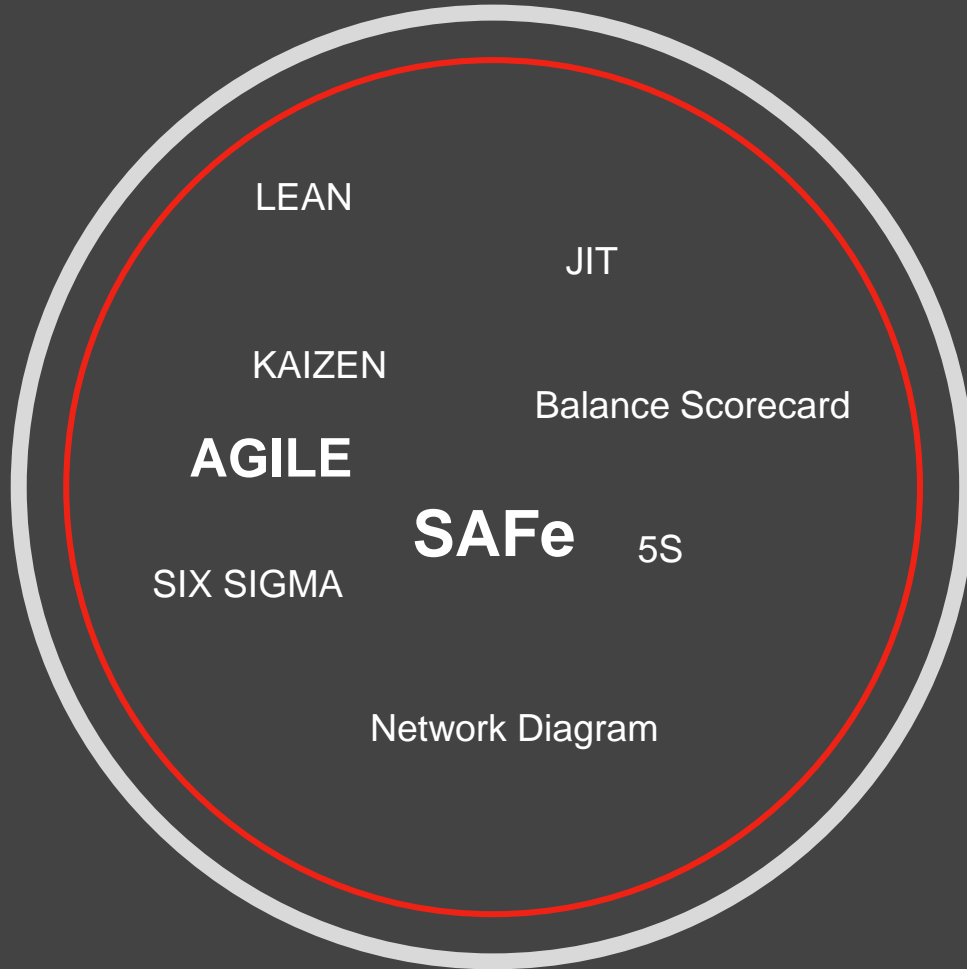 LEAN
JIT
KAIZEN
Balance Scorecard
AGILE
SAFe
5S
SIX SIGMA
Network Diagram